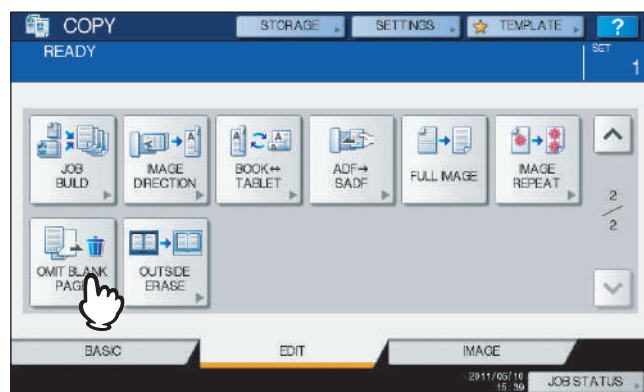 COPY
STORAGE
SETTINGS
TEMPLATE
?
READY
SET
1
JOB
BUILD
IMAGE
DIRECTION
BOOK↔
TABLET
ADF→
SADF
FULL IMAGE
IMAGE
REPEAT
2
/
2
OMIT BLANK
PAGE
OUTSIDE
ERASE
BASIC
EDIT
IMAGE
2011/05/10
15:39
JOB STATUS